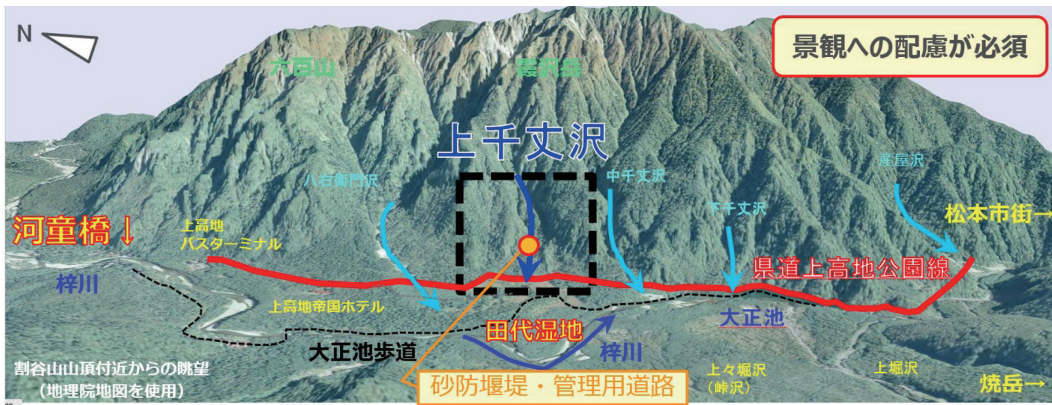 N
景観への配慮が必須
六百山
霞沢岳
上千丈沢
八右衛門沢
中千丈沢
下千丈沢
産屋沢
河童橋↓
上高地
バスターミナル
松本市街→
梓川
県道上高地公園線
上高地帝国ホテル
田代湿地
大正池
大正池歩道
梓川
割谷山山頂付近からの眺望
（地理院地図を使用）
上々堀沢
（峠沢）
上堀沢
砂防堰堤・管理用道路
焼岳→